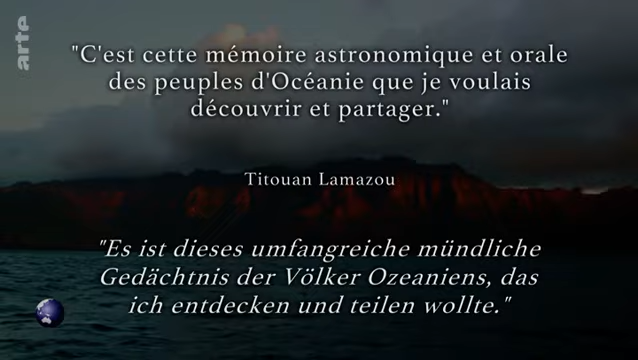 arte
"C'est cette mémoire astronomique et orale
des peuples d'Océanie que je voulais
découvrir et partager."
Titouan Lamazou
"Es ist dieses umfangreiche mündliche
Gedächtnis der Völker Ozeaniens, das
ich entdecken und teilen wollte."